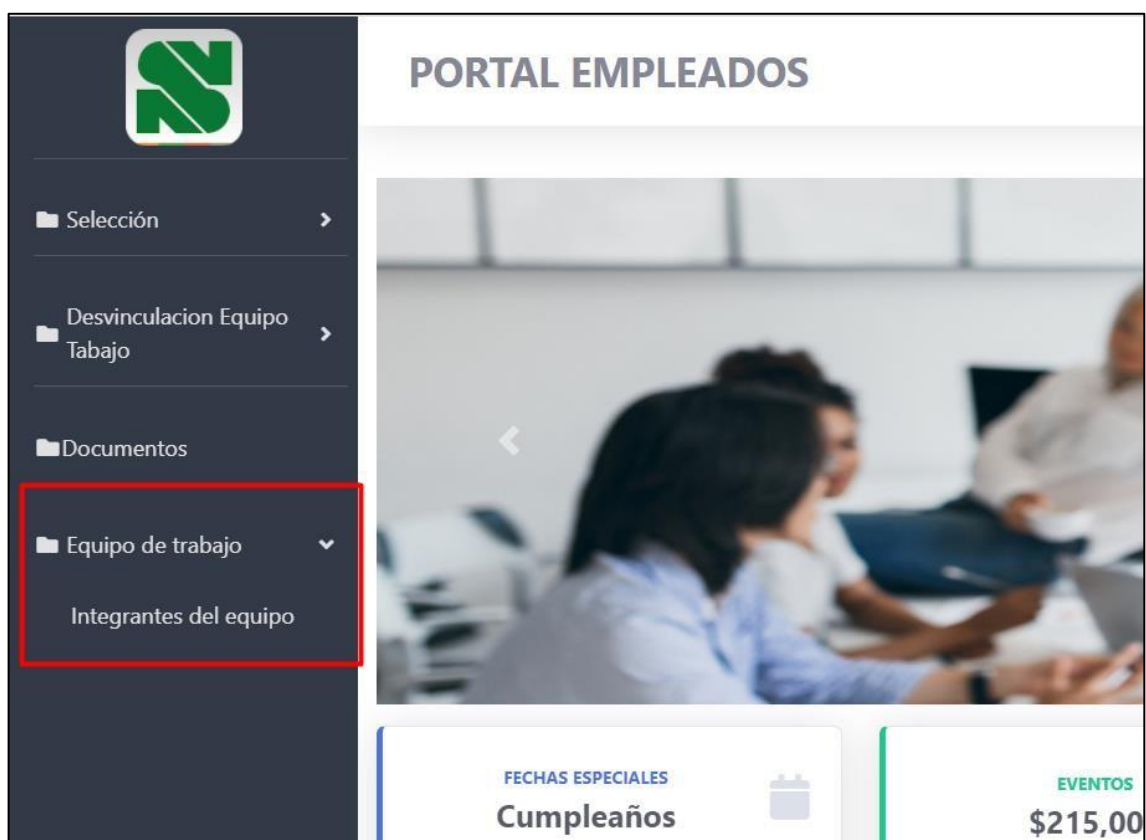 PORTAL EMPLEADOS
Selección
Desvinculacion Equipo
Tabajo
Documentos
Equipo de trabajo
Integrantes del equipo
FECHAS ESPECIALES
Cumpleaños
EVENTOS
$215,00